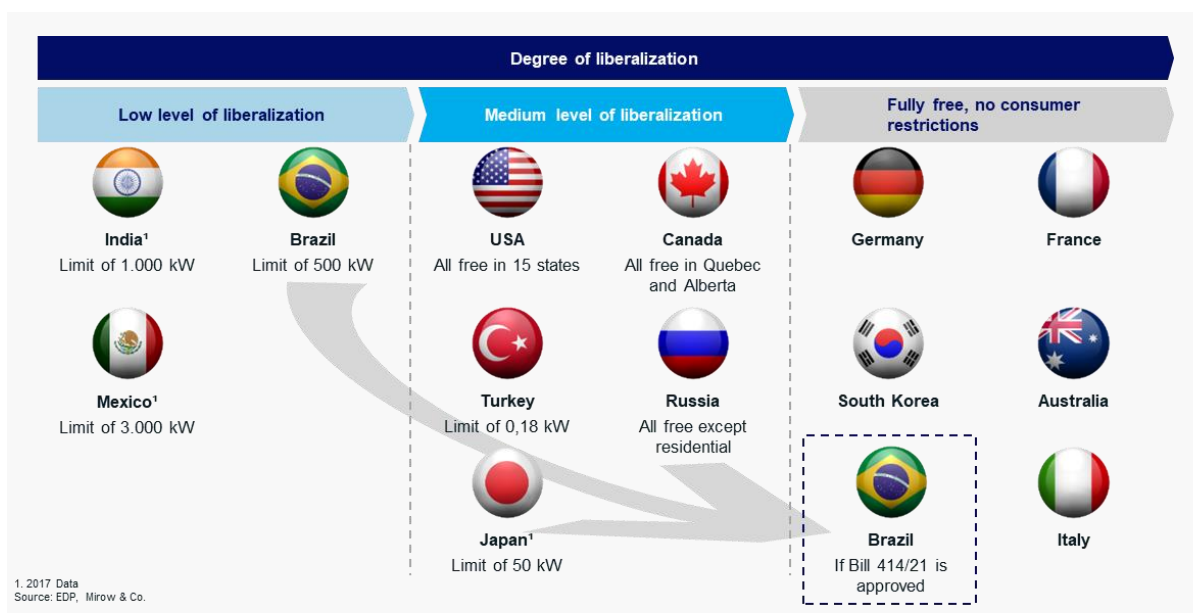 Degree of liberalization
Low level of liberalization
Medium level of liberalization
Fully free, no consumer
restrictions
India¹
Limit of 1.000 kW
Brazil
Limit of 500 kW
USA
All free in 15 states
Canada
All free in Quebec
and Alberta
Germany
France
Mexico¹
Limit of 3.000 kW
Turkey
Limit of 0,18 kW
Russia
All free except
residential
South Korea
Australia
Japan¹
Limit of 50 kW
Brazil
If Bill 414/21 is
approved
Italy
1. 2017 Data
Source: EDP, Mirow & Co.